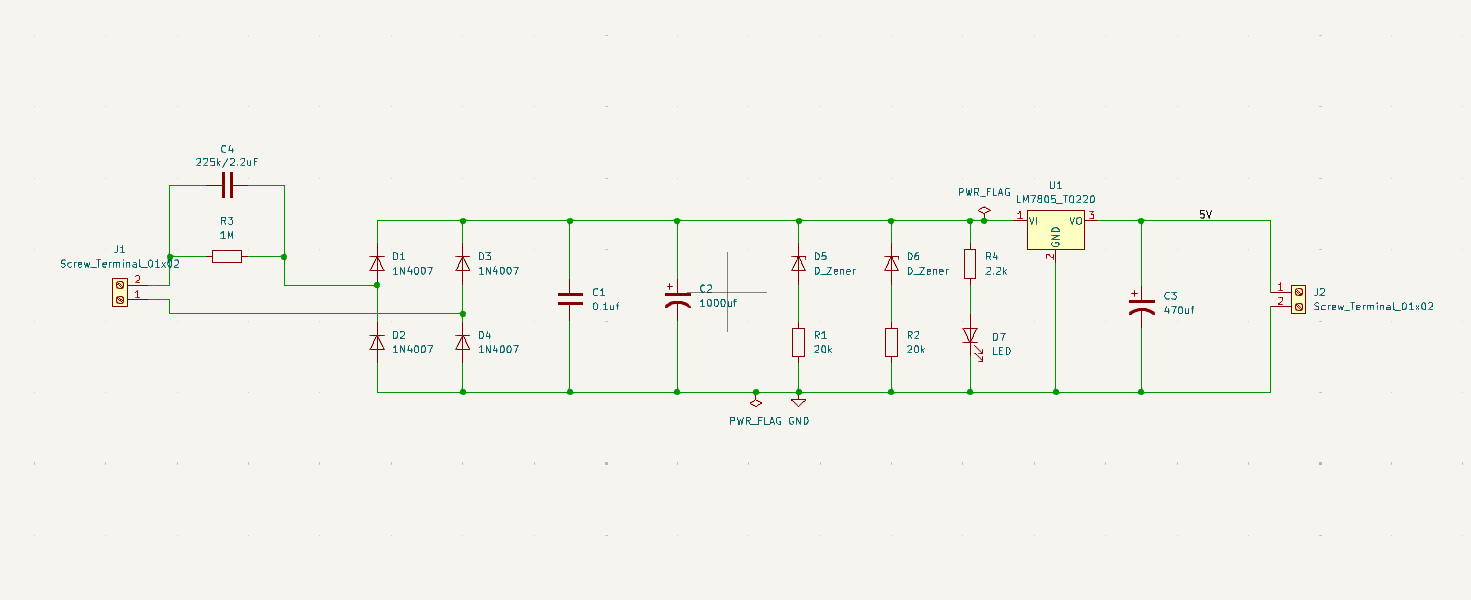 C4
225k/2.2uF
R3
1M
J1
Screw_Terminal_01x02
2
1
D1
1N4007
D3
1N4007
D2
1N4007
D4
1N4007
C1
0.1uf
+
C2
1000uf
D5
D_Zener
D6
D_Zener
R1
20k
R2
20k
R4
2.2k
D7
LED
PWR_FLAG
PWR_FLAG GND
U1
LM7805_TO220
1
VI
VO
3
GND
2
5V
+
C3
470uf
1
2
J2
Screw_Terminal_01x02